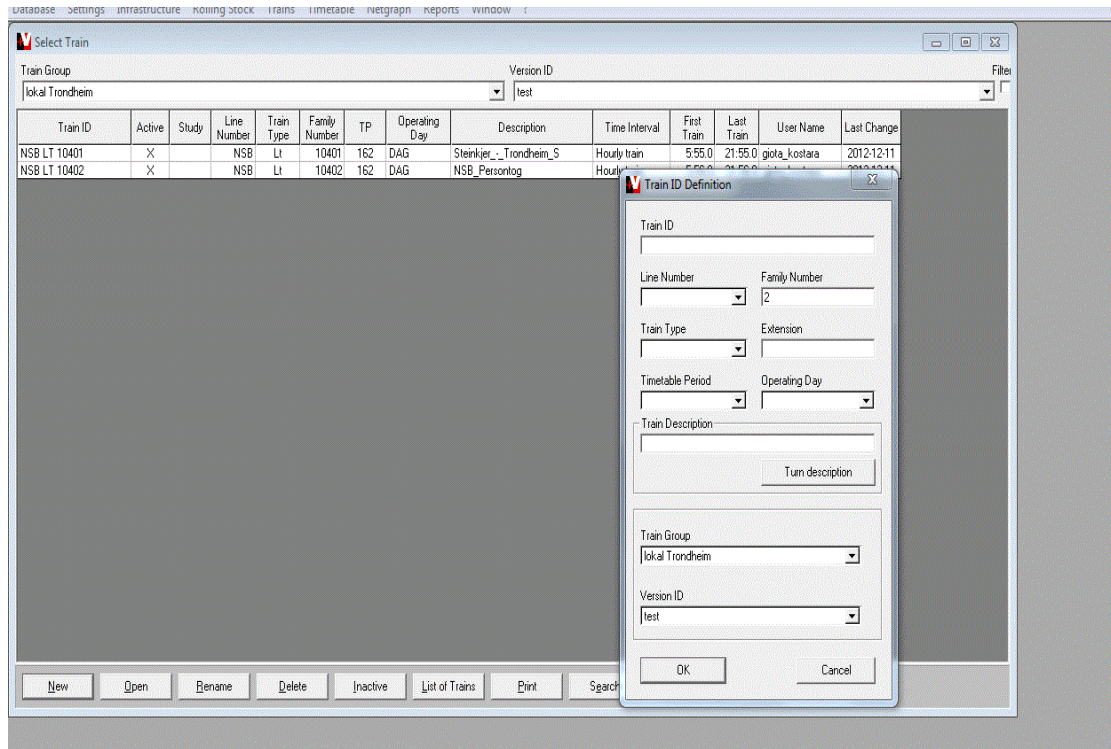 Database Settings Infrastructure Rolling Stock Trains Timetable Netgraph Reports Window ?
Select Train
Train Group Version ID Filter
lokal Trondheim test
Train ID Active Study Line Number Train Type Family Number TP Operating Day Description Time Interval First Train Last Train User Name Last Change
NSB LT 10401 X NSB Lt 10401 162 DAG Steinkjer_-_Trondheim_S Hourly train 5:55.0 21:55.0 giota_kostara 2012-12-11
NSB LT 10402 X NSB Lt 10402 162 DAG NSB_Persontog
Train ID Definition
Train ID
Line Number Family Number
2
Train Type Extension
Timetable Period Operating Day
Train Description
Turn description
Train Group
lokal Trondheim
Version ID
test
OK Cancel
New Open Rename Delete Inactive List of Trains Print Search